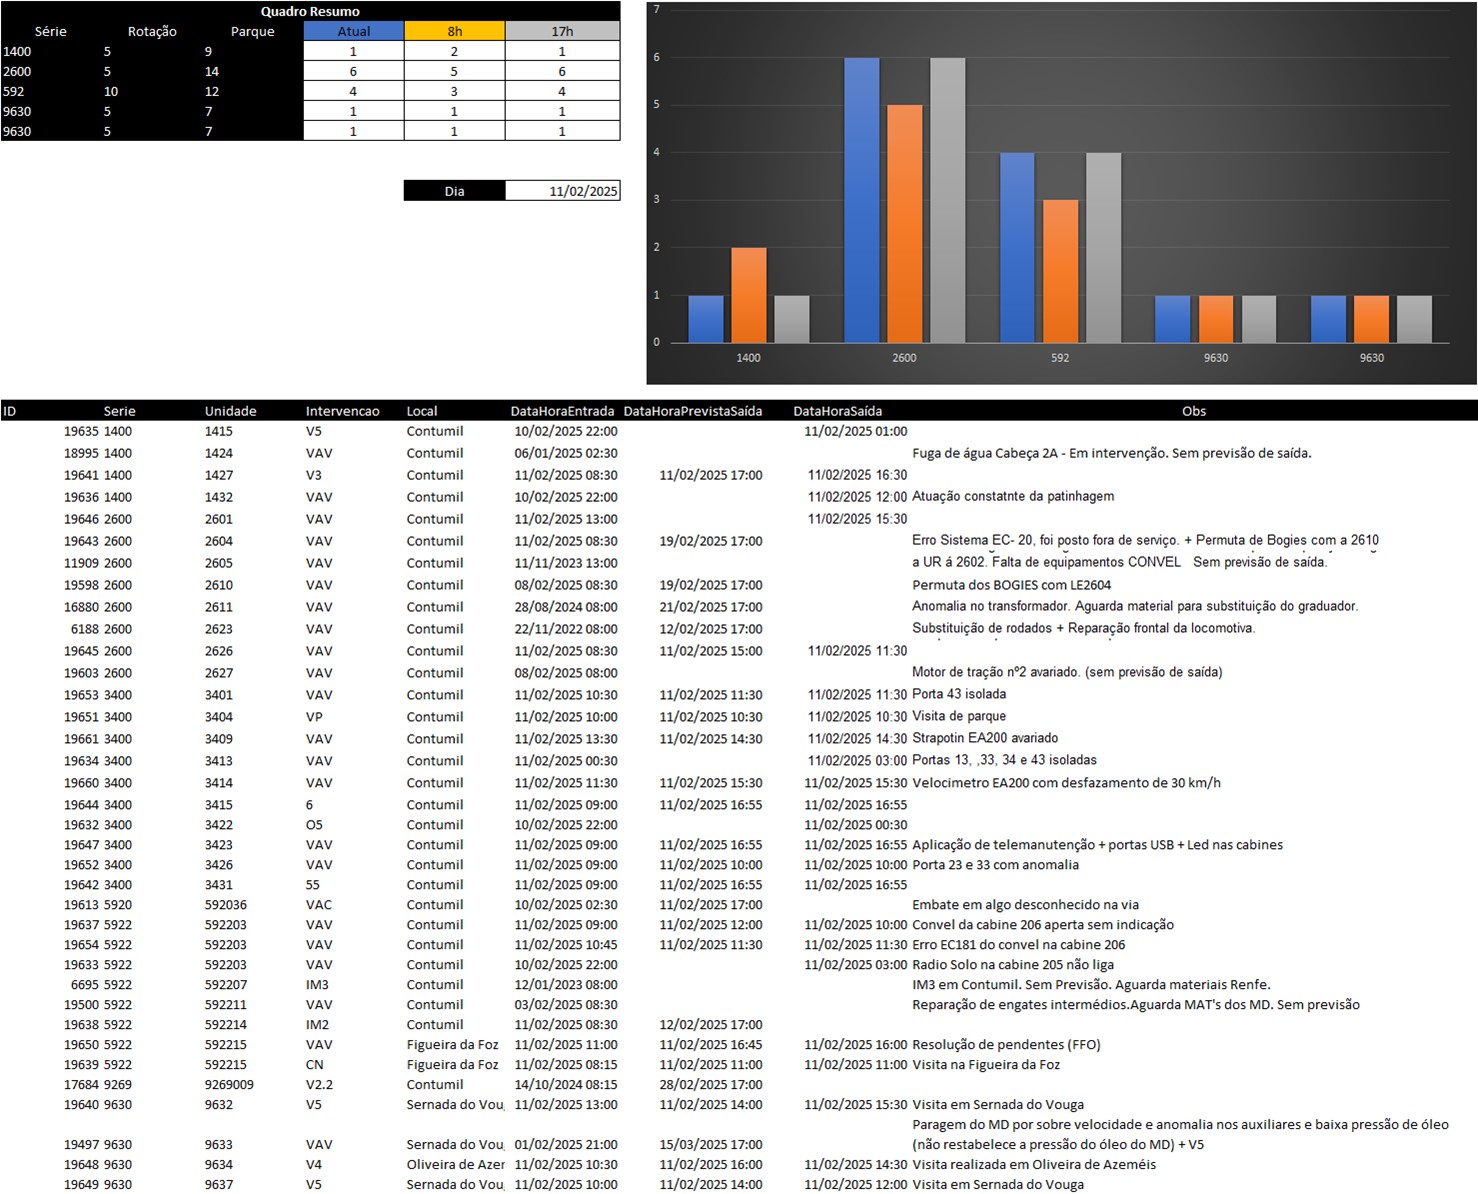 Quadro Resumo
Série Rotação Parque Atual 8h 17h
1400 5 9 1 2 1
2600 5 14 6 5 6
592 10 12 4 3 4
9630 5 7 1 1 1
9630 5 7 1 1 1
Dia 11/02/2025
7
6
5
4
3
2
1
0
1400 2600 592 9630 9630
ID Serie Unidade Intervencao Local DataHoraEntrada DataHoraPrevistaSaída DataHoraSaída Obs
19635 1400 1415 V5 Contumil 10/02/2025 22:00 11/02/2025 01:00
18995 1400 1424 VAV Contumil 06/01/2025 02:30 Fuga de água Cabeça 2A - Em intervenção. Sem previsão de saída.
19641 1400 1427 V3 Contumil 11/02/2025 08:30 11/02/2025 17:00 11/02/2025 16:30
19636 1400 1432 VAV Contumil 10/02/2025 22:00 11/02/2025 12:00 Atuação constatnte da patinhagem
19646 2600 2601 VAV Contumil 11/02/2025 13:00 11/02/2025 15:30
19643 2600 2604 VAV Contumil 11/02/2025 08:30 19/02/2025 17:00 Erro Sistema EC- 20, foi posto fora de serviço. + Permuta de Bogies com a 2610
11909 2600 2605 VAV Contumil 11/11/2023 13:00 a UR á 2602. Falta de equipamentos CONVEL Sem previsão de saída.
19598 2600 2610 VAV Contumil 08/02/2025 08:30 19/02/2025 17:00 Permuta dos BOGIES com LE2604
16880 2600 2611 VAV Contumil 28/08/2024 08:00 21/02/2025 17:00 Anomalia no transformador. Aguarda material para substituição do graduador.
6188 2600 2623 VAV Contumil 22/11/2022 08:00 12/02/2025 17:00 Substituição de rodados + Reparação frontal da locomotiva.
19645 2600 2626 VAV Contumil 11/02/2025 08:30 11/02/2025 15:00 11/02/2025 11:30
19603 2600 2627 VAV Contumil 08/02/2025 08:00 Motor de tração nº2 avariado. (sem previsão de saída)
19653 3400 3401 VAV Contumil 11/02/2025 10:30 11/02/2025 11:30 11/02/2025 11:30 Porta 43 isolada
19651 3400 3404 VP Contumil 11/02/2025 10:00 11/02/2025 10:30 11/02/2025 10:30 Visita de parque
19661 3400 3409 VAV Contumil 11/02/2025 13:30 11/02/2025 14:30 11/02/2025 14:30 Strapotin EA200 avariado
19634 3400 3413 VAV Contumil 11/02/2025 00:30 11/02/2025 03:00 Portas 13, ,33, 34 e 43 isoladas
19660 3400 3414 VAV Contumil 11/02/2025 11:30 11/02/2025 15:30 11/02/2025 15:30 Velocimetro EA200 com desfazamento de 30 km/h
19644 3400 3415 6 Contumil 11/02/2025 09:00 11/02/2025 16:55 11/02/2025 16:55
19632 3400 3422 O5 Contumil 10/02/2025 22:00 11/02/2025 00:30
19647 3400 3423 VAV Contumil 11/02/2025 09:00 11/02/2025 16:55 11/02/2025 16:55 Aplicação de telemanutenção + portas USB + Led nas cabines
19652 3400 3426 VAV Contumil 11/02/2025 09:00 11/02/2025 10:00 11/02/2025 10:00 Porta 23 e 33 com anomalia
19642 3400 3431 55 Contumil 11/02/2025 09:00 11/02/2025 16:55 11/02/2025 16:55
19613 5920 592036 VAC Contumil 10/02/2025 02:30 11/02/2025 17:00 Embate em algo desconhecido na via
19637 5922 592203 VAV Contumil 11/02/2025 09:00 11/02/2025 12:00 11/02/2025 10:00 Convel da cabine 206 aperta sem indicação
19654 5922 592203 VAV Contumil 11/02/2025 10:45 11/02/2025 11:30 11/02/2025 11:30 Erro EC181 do convel na cabine 206
19633 5922 592203 VAV Contumil 10/02/2025 22:00 11/02/2025 03:00 Radio Solo na cabine 205 não liga
6695 5922 592207 IM3 Contumil 12/01/2023 08:00 IM3 em Contumil. Sem Previsão. Aguarda materiais Renfe.
19500 5922 592211 VAV Contumil 03/02/2025 08:30 Reparação de engates intermédios.Aguarda MAT's dos MD. Sem previsão
19638 5922 592214 IM2 Contumil 11/02/2025 08:30 12/02/2025 17:00
19650 5922 592215 VAV Figueira da Foz 11/02/2025 11:00 11/02/2025 16:45 11/02/2025 16:00 Resolução de pendentes (FFO)
19639 5922 592215 CN Figueira da Foz 11/02/2025 08:15 11/02/2025 11:00 11/02/2025 11:00 Visita na Figueira da Foz
17684 9269 9269009 V2.2 Contumil 14/10/2024 08:15 28/02/2025 17:00
19640 9630 9632 V5 Sernada do Vou 11/02/2025 13:00 11/02/2025 14:00 11/02/2025 15:30 Visita em Sernada do Vouga
Paragem do MD por sobre velocidade e anomalia nos auxiliares e baixa pressão de óleo
19497 9630 9633 VAV Sernada do Vou 01/02/2025 21:00 15/03/2025 17:00 (não restabelece a pressão do óleo do MD) + V5
19648 9630 9634 V4 Oliveira de Azer 11/02/2025 10:30 11/02/2025 16:00 11/02/2025 14:30 Visita realizada em Oliveira de Azeméis
19649 9630 9637 V5 Sernada do Vou 11/02/2025 10:00 11/02/2025 14:00 11/02/2025 12:00 Visita em Sernada do Vouga